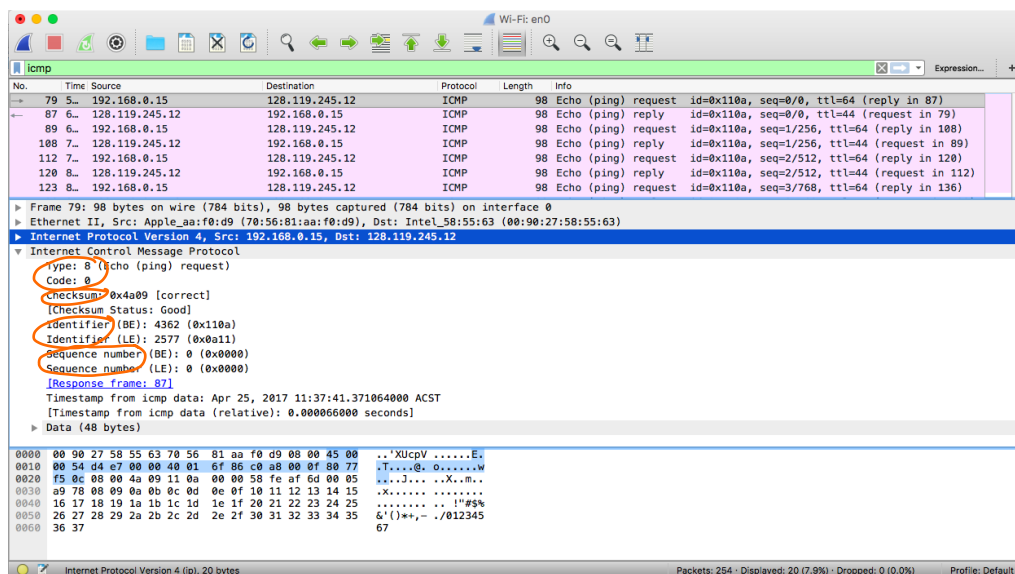 Wi-Fi: en0
icmp
Expression...
+
No. Time Source Destination Protocol Length Info
79 5... 192.168.0.15 128.119.245.12 ICMP 98 Echo (ping) request id=0x110a, seq=0/0, ttl=64 (reply in 87)
87 6... 128.119.245.12 192.168.0.15 ICMP 98 Echo (ping) reply id=0x110a, seq=0/0, ttl=44 (request in 79)
89 6... 192.168.0.15 128.119.245.12 ICMP 98 Echo (ping) request id=0x110a, seq=1/256, ttl=64 (reply in 108)
108 7... 128.119.245.12 192.168.0.15 ICMP 98 Echo (ping) reply id=0x110a, seq=1/256, ttl=44 (request in 89)
112 7... 192.168.0.15 128.119.245.12 ICMP 98 Echo (ping) request id=0x110a, seq=2/512, ttl=64 (reply in 120)
120 8... 128.119.245.12 192.168.0.15 ICMP 98 Echo (ping) reply id=0x110a, seq=2/512, ttl=44 (request in 112)
123 8... 192.168.0.15 128.119.245.12 ICMP 98 Echo (ping) request id=0x110a, seq=3/768, ttl=64 (reply in 136)
Frame 79: 98 bytes on wire (784 bits), 98 bytes captured (784 bits) on interface 0
Ethernet II, Src: Apple_aa:f0:d9 (70:56:81:aa:f0:d9), Dst: Intel_58:55:63 (00:90:27:58:55:63)
Internet Protocol Version 4, Src: 192.168.0.15, Dst: 128.119.245.12
Internet Control Message Protocol
Type: 8 (Echo (ping) request)
Code: 0
Checksum: 0x4a09 [correct]
[Checksum Status: Good]
Identifier (BE): 4362 (0x110a)
Identifier (LE): 2577 (0x0a11)
Sequence number (BE): 0 (0x0000)
Sequence number (LE): 0 (0x0000)
[Response frame: 87]
Timestamp from icmp data: Apr 25, 2017 11:37:41.371064000 ACST
[Timestamp from icmp data (relative): 0.000066000 seconds]
Data (48 bytes)
0000 00 90 27 58 55 63 70 56 81 aa f0 d9 08 00 45 00 ..'XUcpV ......E.
0010 00 54 d4 e7 00 00 40 01 6f 86 c0 a8 00 0f 80 77 .T....@. o......w
0020 f5 0c 08 00 4a 09 11 0a 00 00 58 fe af 6d 00 05 ....J... ..X..m..
0030 a9 78 08 09 0a 0b 0c 0d 0e 0f 10 11 12 13 14 15 .x...... ........
0040 16 17 18 19 1a 1b 1c 1d 1e 1f 20 21 22 23 24 25 ........ .. !"#$%
0050 26 27 28 29 2a 2b 2c 2d 2e 2f 30 31 32 33 34 35 &'()*+,- ./012345
0060 36 37 67
Internet Protocol Version 4 (ip), 20 bytes
Packets: 254 · Displayed: 20 (7.9%) · Dropped: 0 (0.0%)
Profile: Default